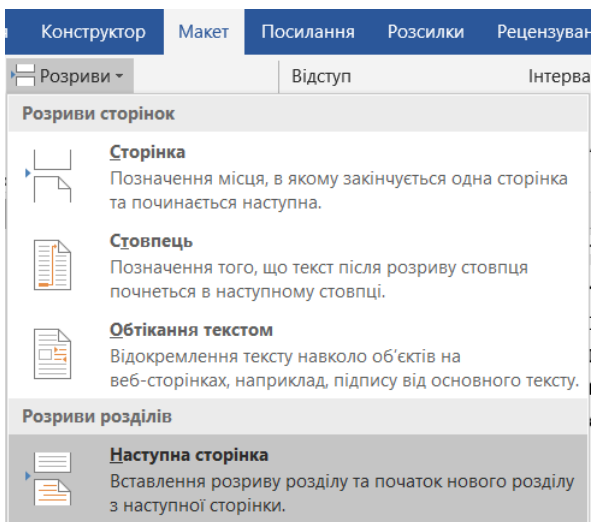 Конструктор Макет Посилання Розсилки Рецензуван
Розриви Відступ Інтерва
Розриви сторінок
Сторінка
Позначення місця, в якому закінчується одна сторінка
та починається наступна.
Стовпець
Позначення того, що текст після розриву стовпця
почнеться в наступному стовпці.
Обтікання текстом
Відокремлення тексту навколо об’єктів на
веб-сторінках, наприклад, підпису від основного тексту.
Розриви розділів
Наступна сторінка
Вставлення розриву розділу та початок нового розділу
з наступної сторінки.